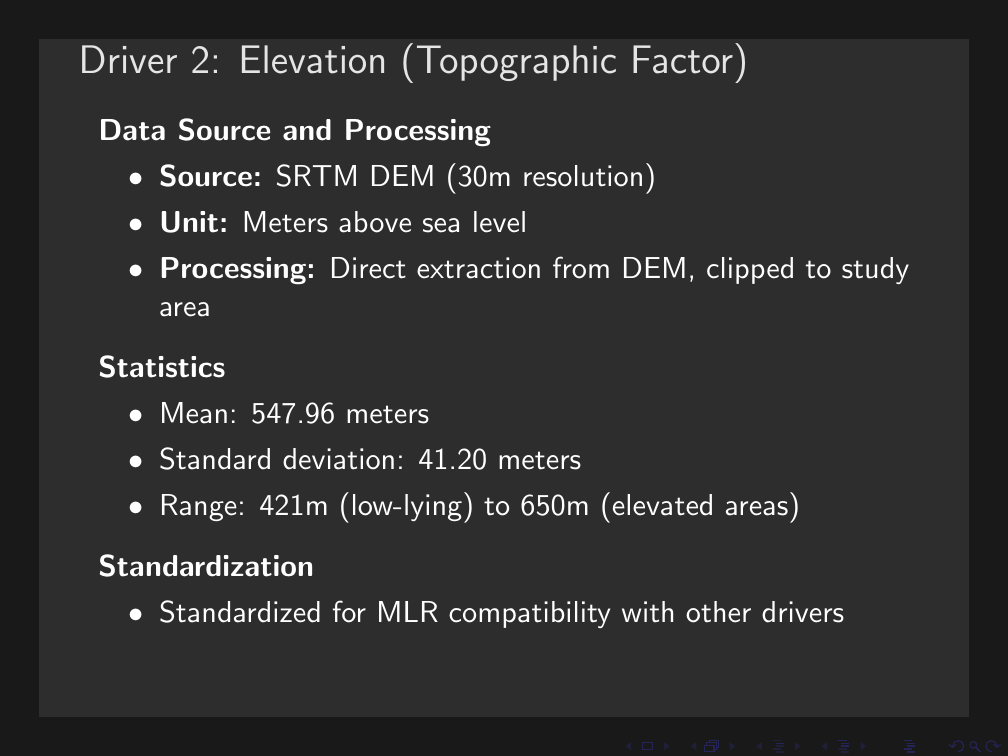 Driver 2: Elevation (Topographic Factor)
Data Source and Processing
• Source: SRTM DEM (30m resolution)
• Unit: Meters above sea level
• Processing: Direct extraction from DEM, clipped to study
area
Statistics
• Mean: 547.96 meters
• Standard deviation: 41.20 meters
• Range: 421m (low-lying) to 650m (elevated areas)
Standardization
• Standardized for MLR compatibility with other drivers